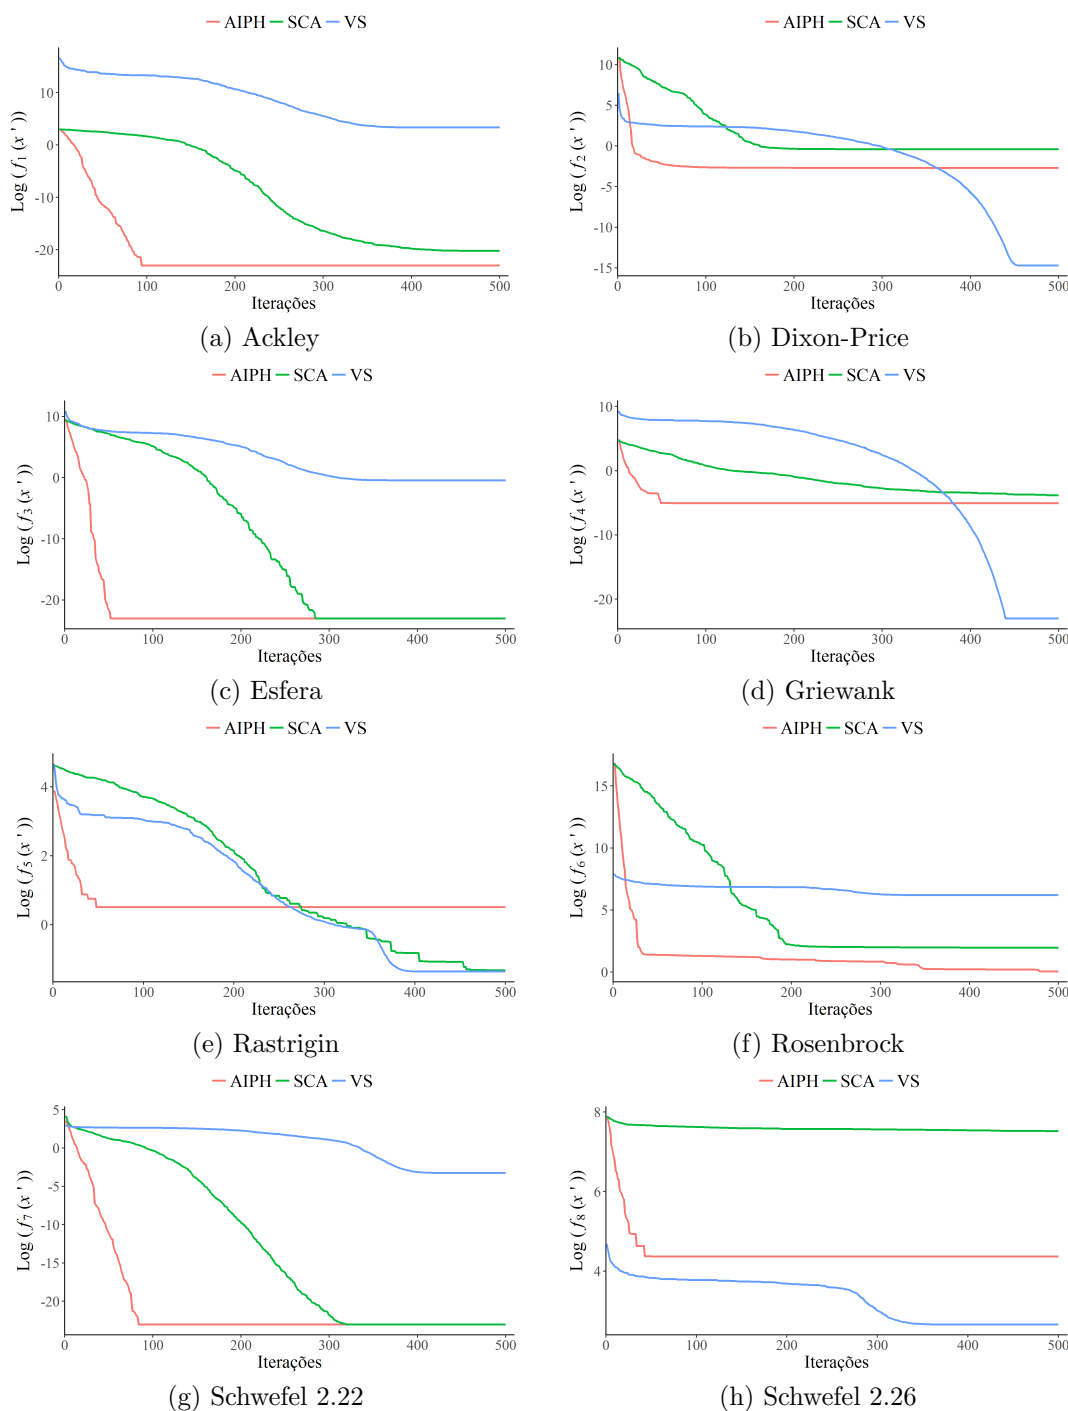 AIPH SCA VS
Log ( f1 ( x ' ))
10
0
-10
-20
0 100 200 300 400 500
Iterações
(a) Ackley
AIPH SCA VS
Log ( f2 ( x ' ))
10
5
0
-5
-10
-15
0 100 200 300 400 500
Iterações
(b) Dixon-Price
AIPH SCA VS
Log ( f3 ( x ' ))
10
0
-10
-20
0 100 200 300 400 500
Iterações
(c) Esfera
AIPH SCA VS
Log ( f4 ( x ' ))
10
0
-10
-20
0 100 200 300 400 500
Iterações
(d) Griewank
AIPH SCA VS
Log ( f5 ( x ' ))
4
2
0
0 100 200 300 400 500
Iterações
(e) Rastrigin
AIPH SCA VS
Log ( f6 ( x ' ))
15
10
5
0
0 100 200 300 400 500
Iterações
(f) Rosenbrock
AIPH SCA VS
Log ( f7 ( x ' ))
5
0
-5
-10
-15
-20
0 100 200 300 400 500
Iterações
(g) Schwefel 2.22
AIPH SCA VS
Log ( f8 ( x ' ))
8
6
4
0 100 200 300 400 500
Iterações
(h) Schwefel 2.26